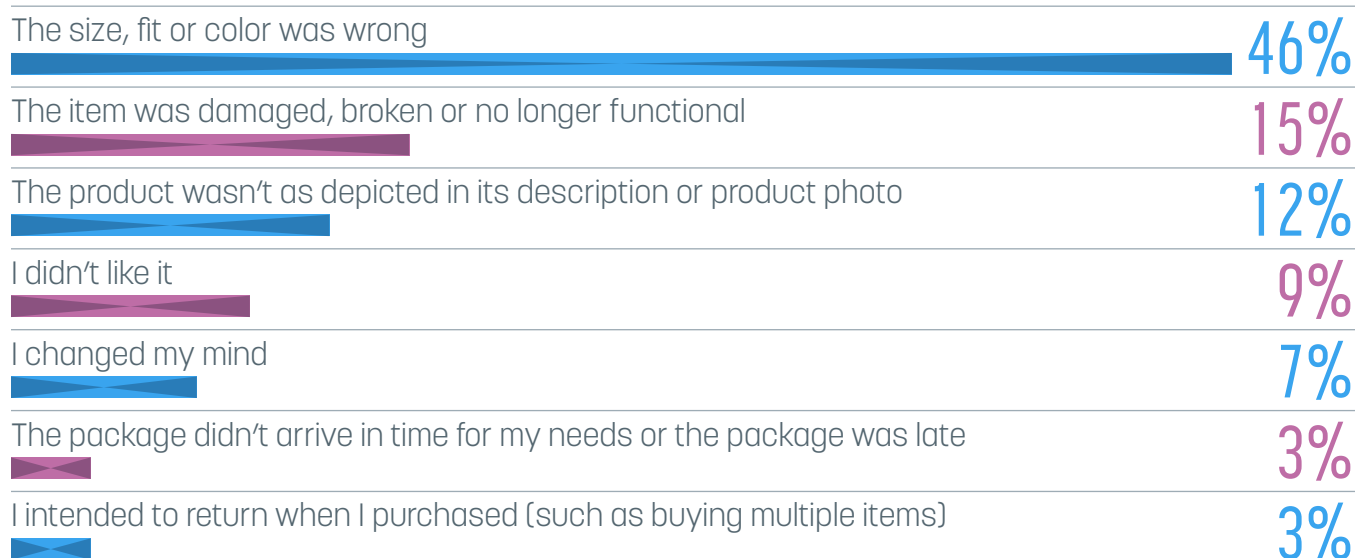 The size, fit or color was wrong
46%
The item was damaged, broken or no longer functional
15%
The product wasn't as depicted in its description or product photo
12%
I didn't like it
9%
I changed my mind
7%
The package didn't arrive in time for my needs or the package was late
3%
I intended to return when I purchased (such as buying multiple items)
3%